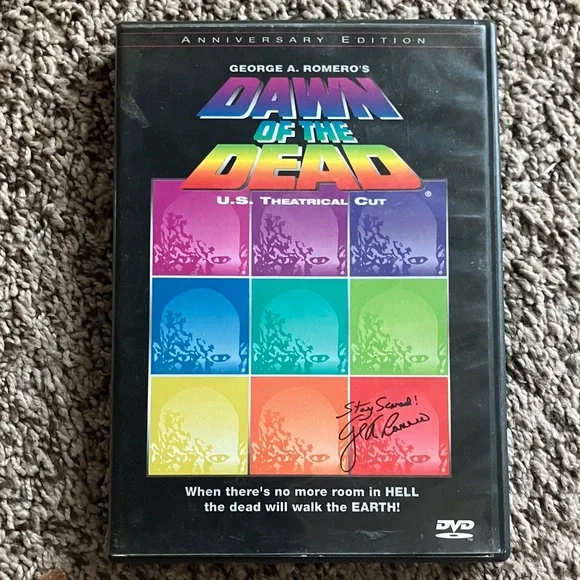 ANNIVERSARY EDITION
GEORGE A. ROMERO'S
DAWN
OF THE
DEAD
®
U.S. THEATRICAL CUT
Stay Scared!
G A Romero
When there's no more room in HELL
the dead will walk the EARTH!
DVD